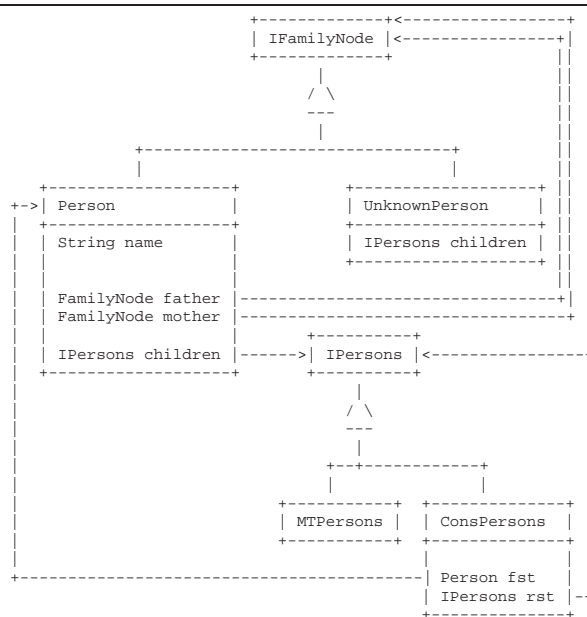 IFamilyNode
Person
UnknownPerson
String name
IPersons children
FamilyNode father
FamilyNode mother
IPersons children
IPersons
MTPersons
ConsPersons
Person fst
IPersons rst